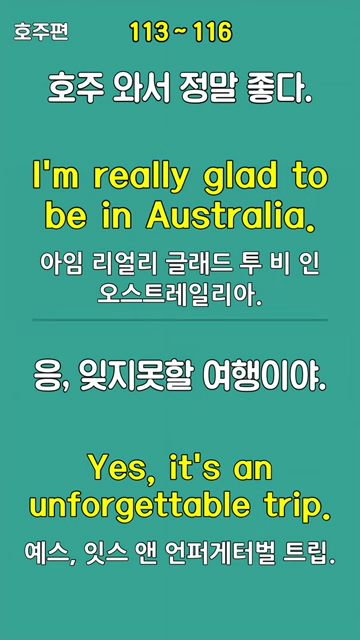 호주편
113~116
호주 와서 정말 좋다.
I'm really glad to
be in Australia.
아임 리얼리 글래드 투 비 인
오스트레일리아.
응, 잊지못할 여행이야.
Yes, it's an
unforgettable trip.
예스, 잇스 앤 언퍼게터벌 트립.